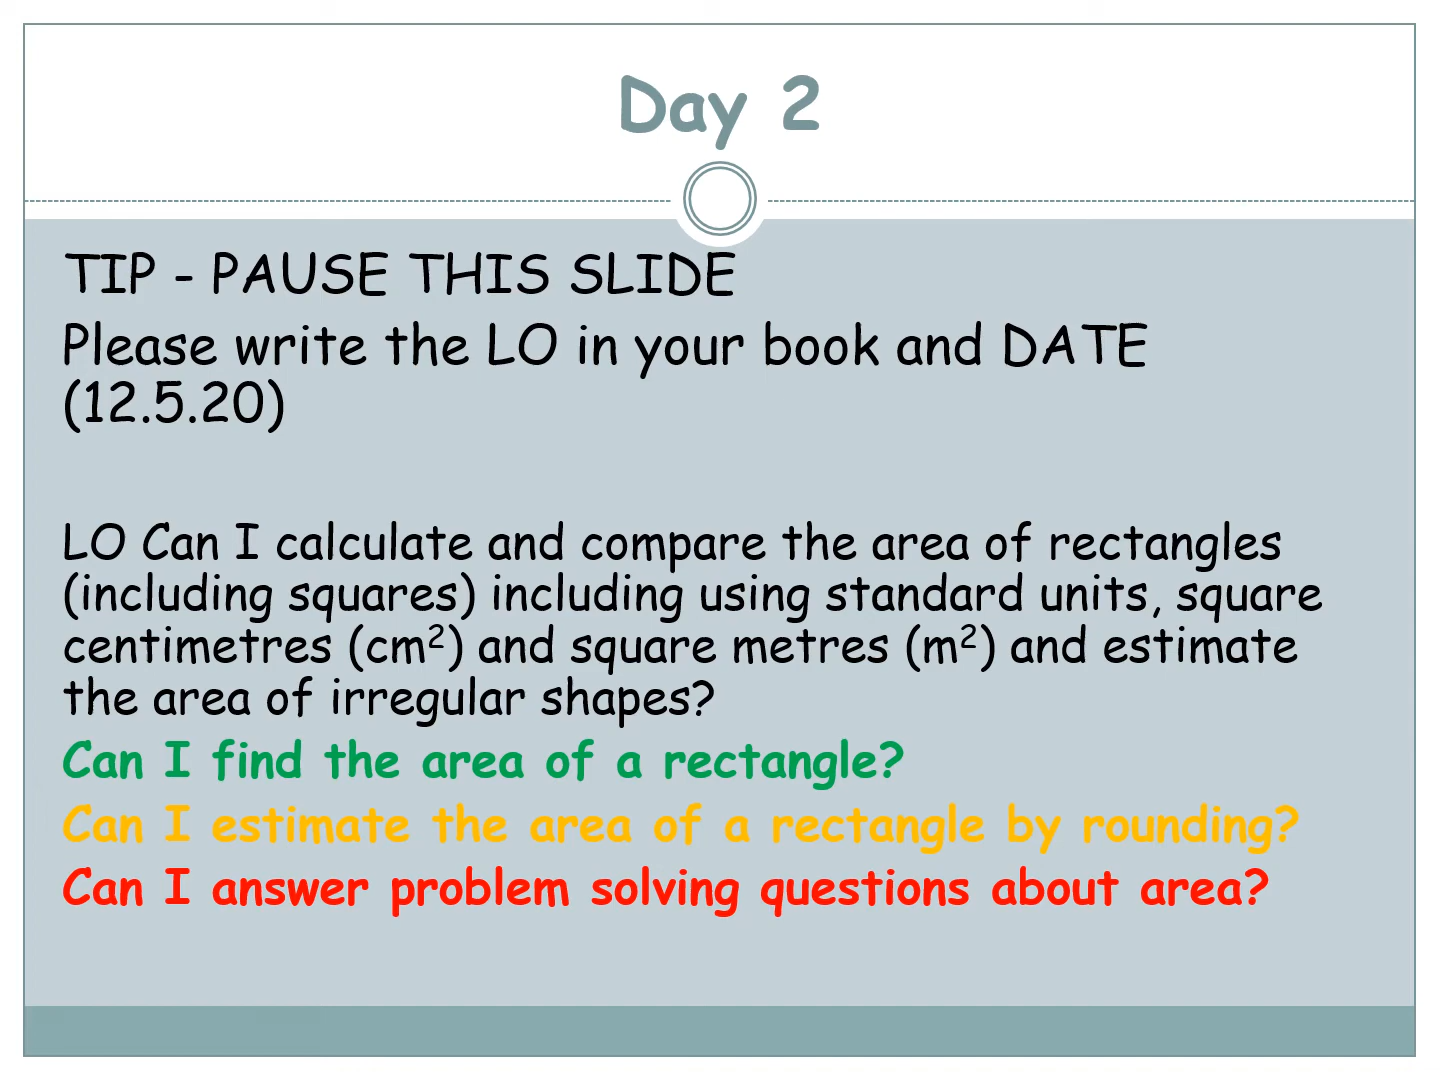 Day 2
TIP - PAUSE THIS SLIDE
Please write the LO in your book and DATE
(12.5.20)
LO Can I calculate and compare the area of rectangles
(including squares) including using standard units, square
centimetres (cm²) and square metres (m²) and estimate
the area of irregular shapes?
Can I find the area of a rectangle?
Can I estimate the area of a rectangle by rounding?
Can I answer problem solving questions about area?